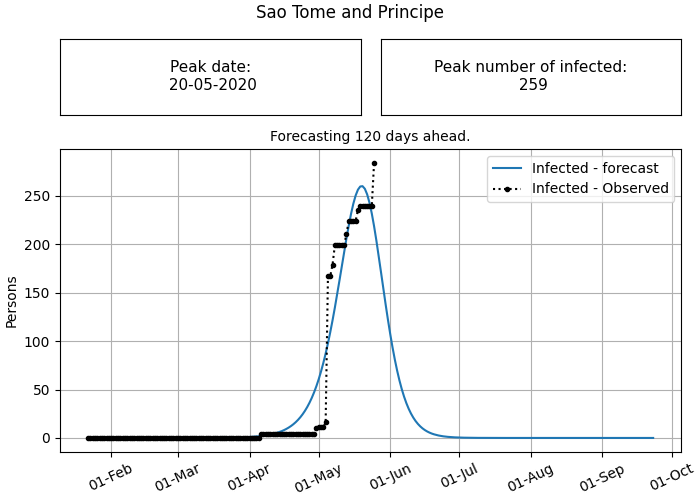 Sao Tome and Principe
Peak date:
20-05-2020
Peak number of infected:
259
Forecasting 120 days ahead.
Infected - forecast
Infected - Observed
Persons
250
200
150
100
50
0
01-Feb
01-Mar
01-Apr
01-May
01-Jun
01-Jul
01-Aug
01-Sep
01-Oct